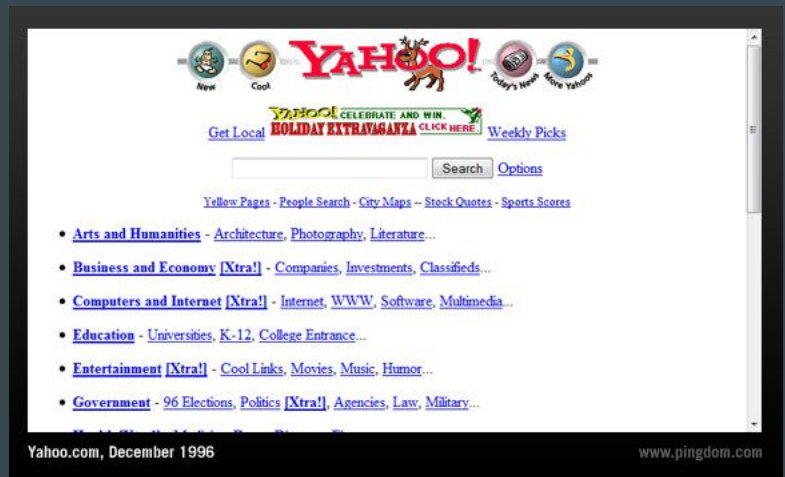 YAHOO!
New Cool Today's News More Yahoos
Get Local YAHOO! CELEBRATE AND WIN. HOLIDAY EXTRAVAGANZA CLICK HERE. Weekly Picks
Search Options
Yellow Pages - People Search - City Maps -- Stock Quotes - Sports Scores
• Arts and Humanities - Architecture, Photography, Literature...
• Business and Economy [Xtra!] - Companies, Investments, Classifieds...
• Computers and Internet [Xtra!] - Internet, WWW, Software, Multimedia...
• Education - Universities, K-12, College Entrance...
• Entertainment [Xtra!] - Cool Links, Movies, Music, Humor...
• Government - 96 Elections, Politics [Xtra!], Agencies, Law, Military...
Yahoo.com, December 1996
www.pingdom.com